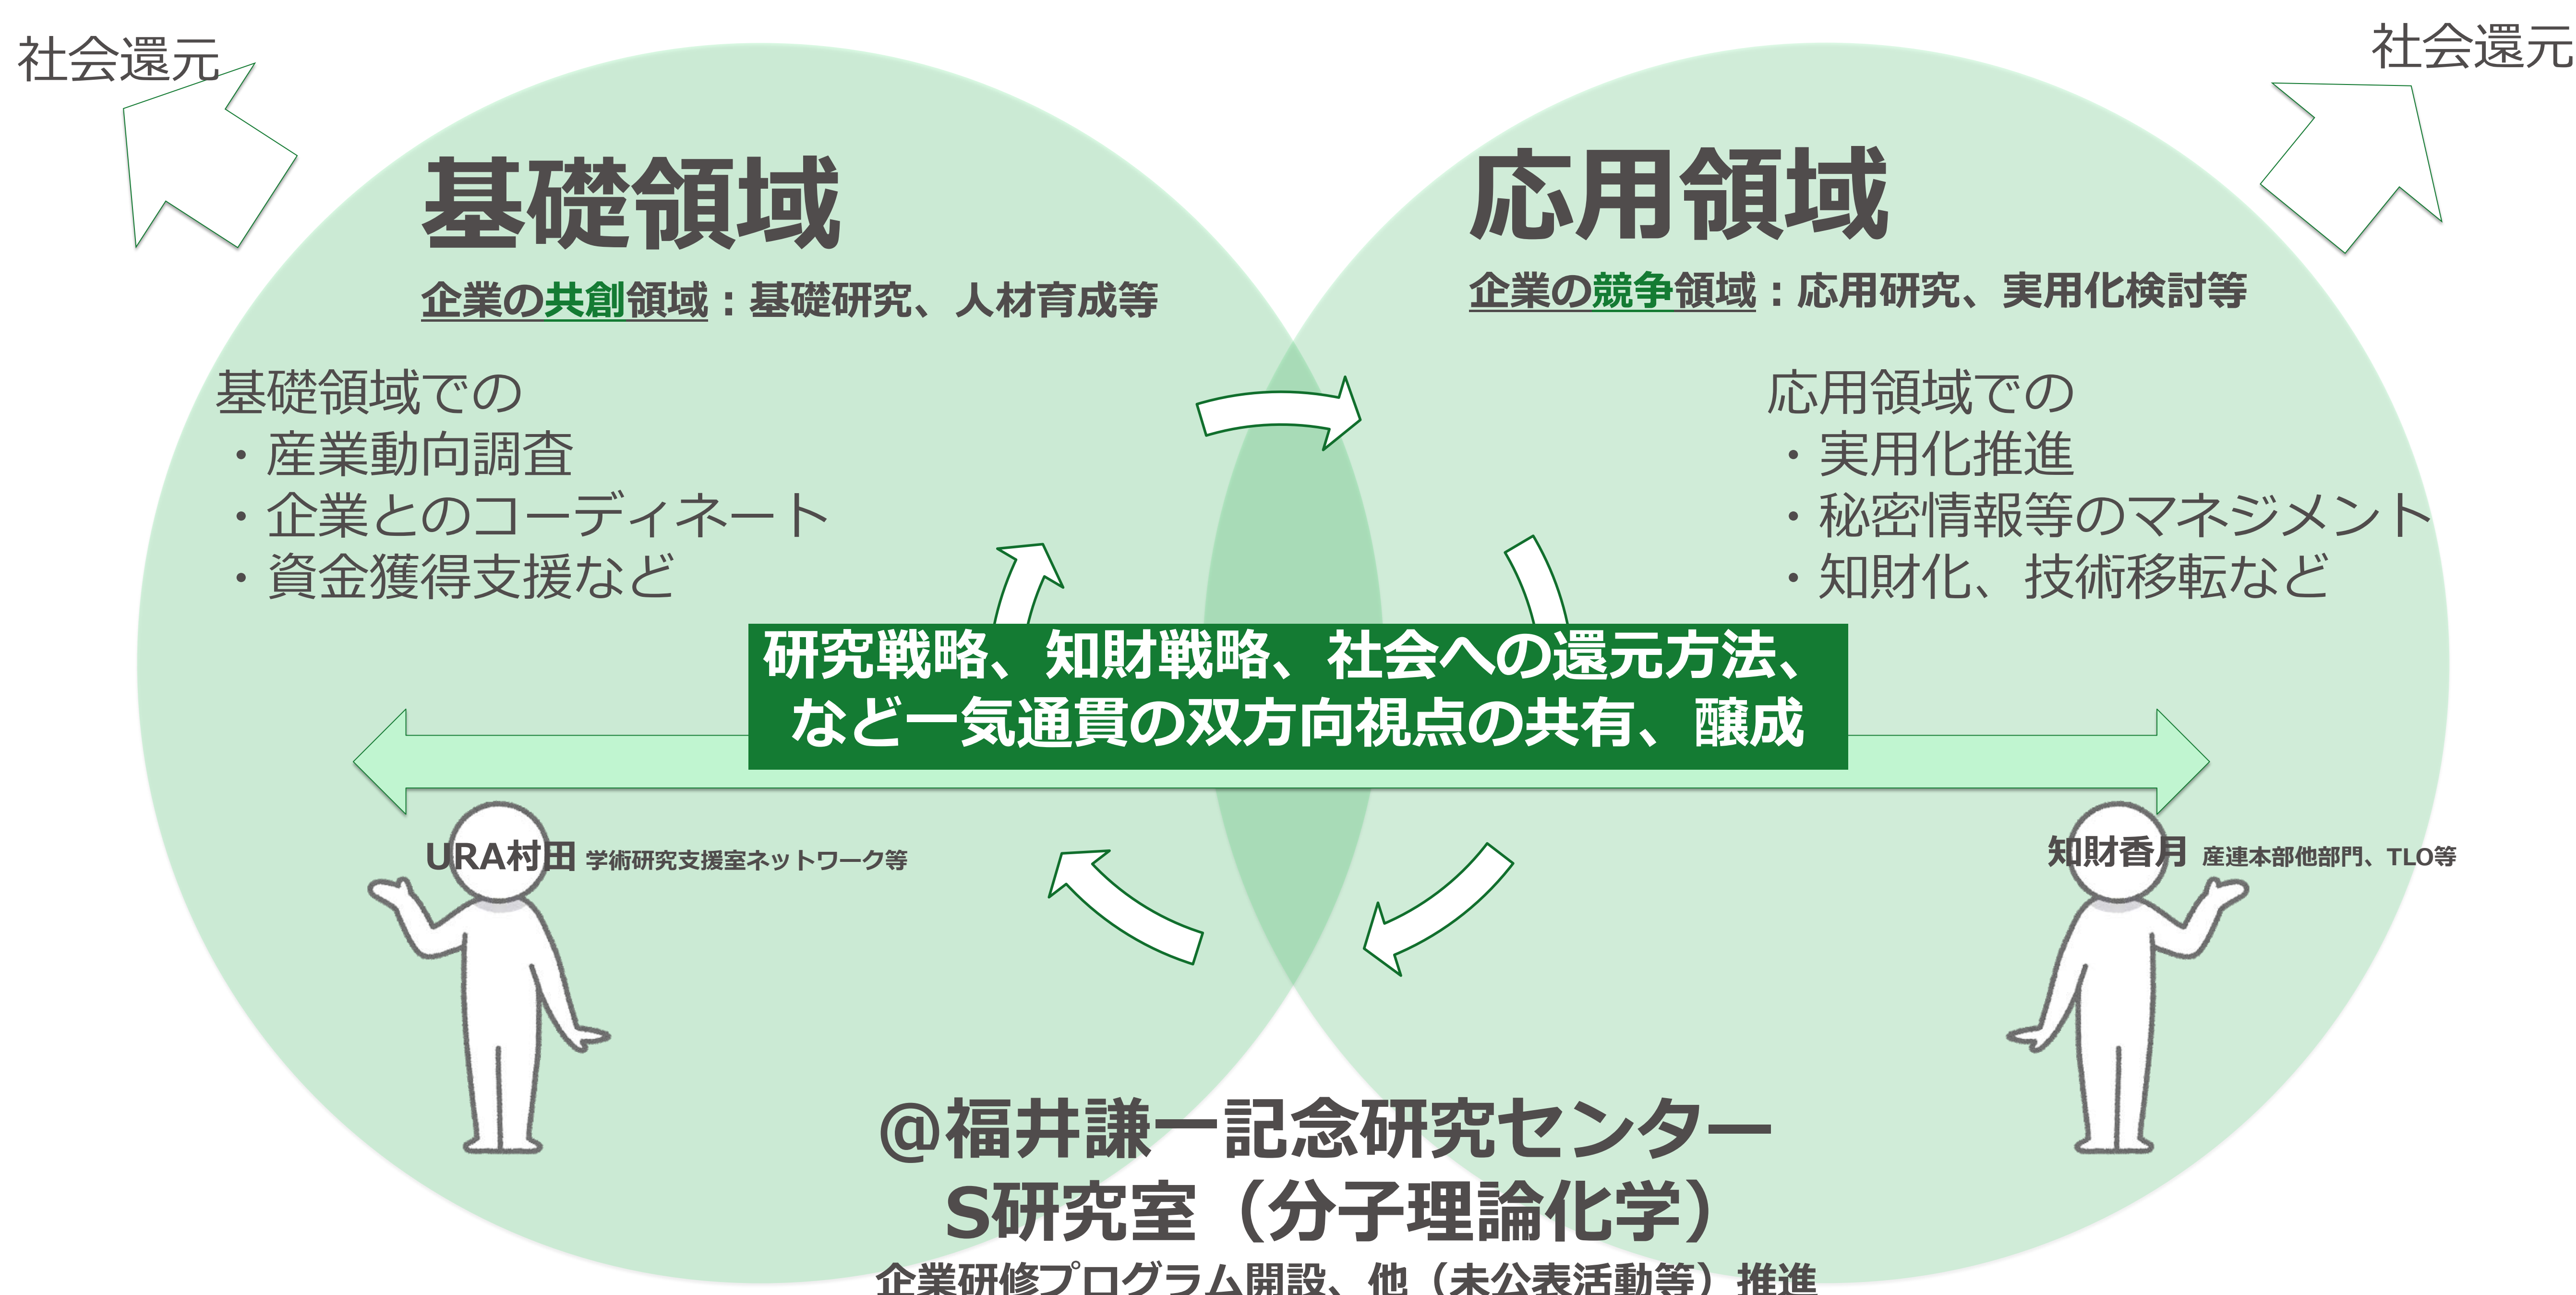 社会還元
社会還元
基礎領域
企業の共創領域：基礎研究、人材育成等
基礎領域での
・産業動向調査
・企業とのコーディネート
・資金獲得支援など
応用領域
企業の競争領域：応用研究、実用化検討等
応用領域での
・実用化推進
・秘密情報等のマネジメント
・知財化、技術移転など
研究戦略、知財戦略、社会への還元方法、
など一気通貫の双方向視点の共有、醸成
URA村田 学術研究支援室ネットワーク等
知財香月 産連本部他部門、TLO等
@福井謙一記念研究センター
S研究室（分子理論化学）
企業研修プログラム開設、他（未公表活動等）推進